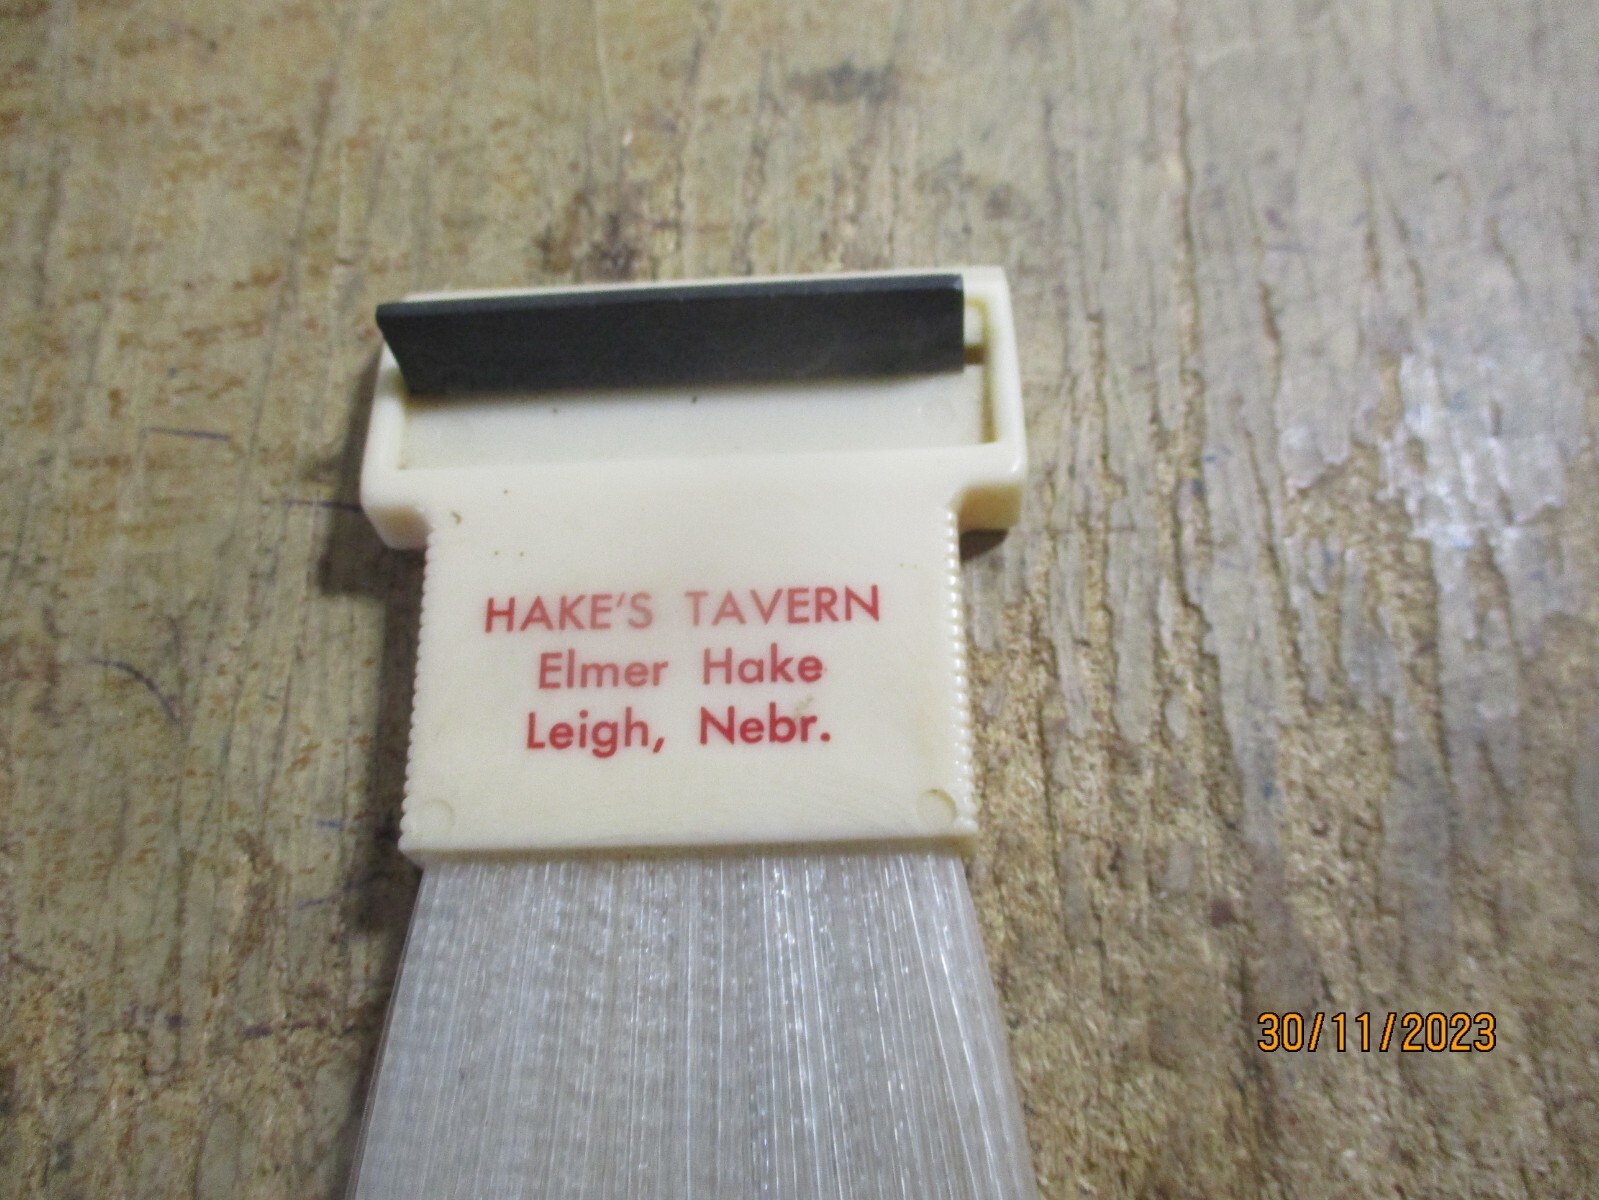 HAKE'S TAVERN
Elmer Hake
Leigh, Nebr.
30/11/2023